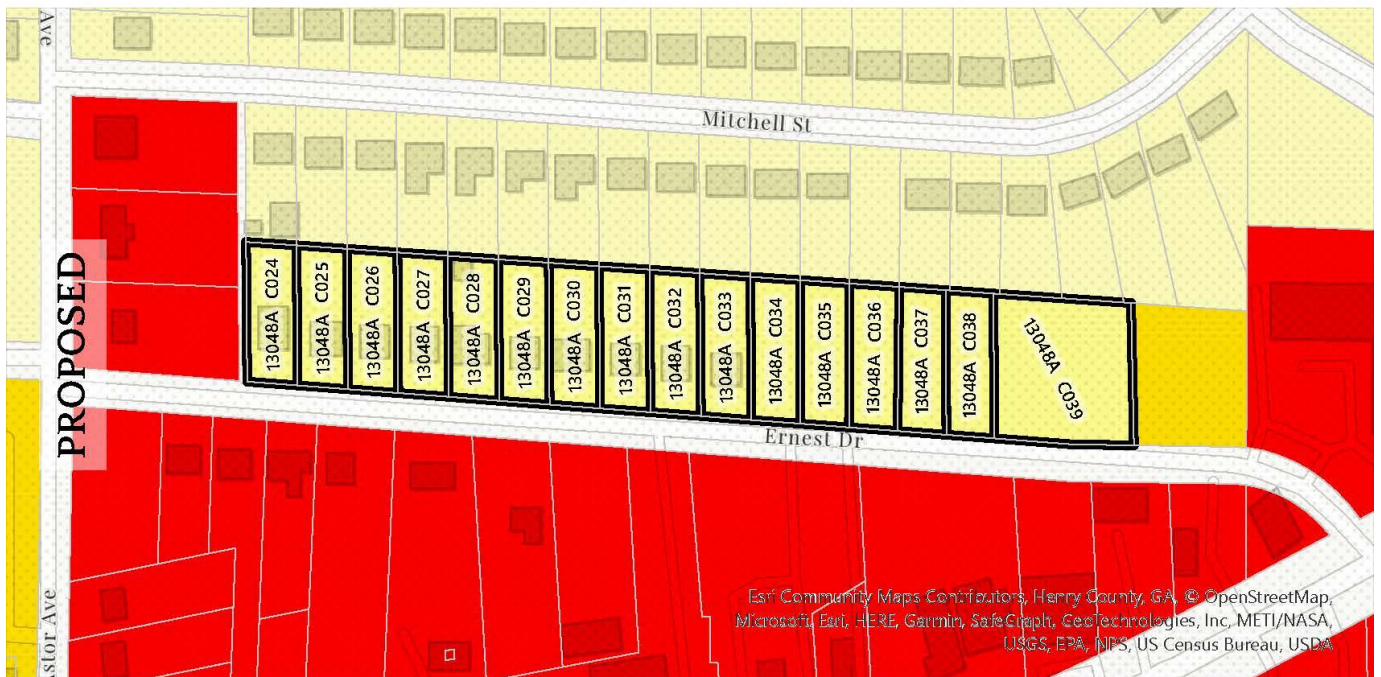 Ave
Mitchell St
PROPOSED
13048A C024
13048A C025
13048A C026
13048A C027
13048A C028
13048A C029
13048A C030
13048A C031
13048A C032
13048A C033
13048A C034
13048A C035
13048A C036
13048A C037
13048A C038
13048A C039
Ernest Dr
Astor Ave
Esri Community Maps Contributors, Henry County, GA, © OpenStreetMap,
Microsoft, Esri, HERE, Garmin, SafeGraph, GeoTechnologies, Inc, METI/NASA,
USGS, EPA, NPS, US Census Bureau, USDA